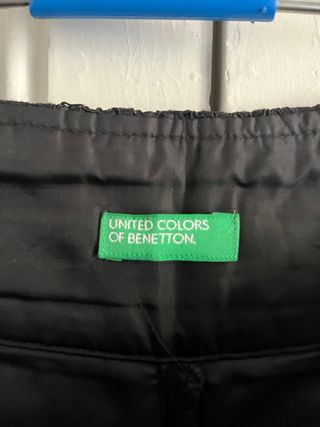 UNITED COLORS
OF BENETTON.